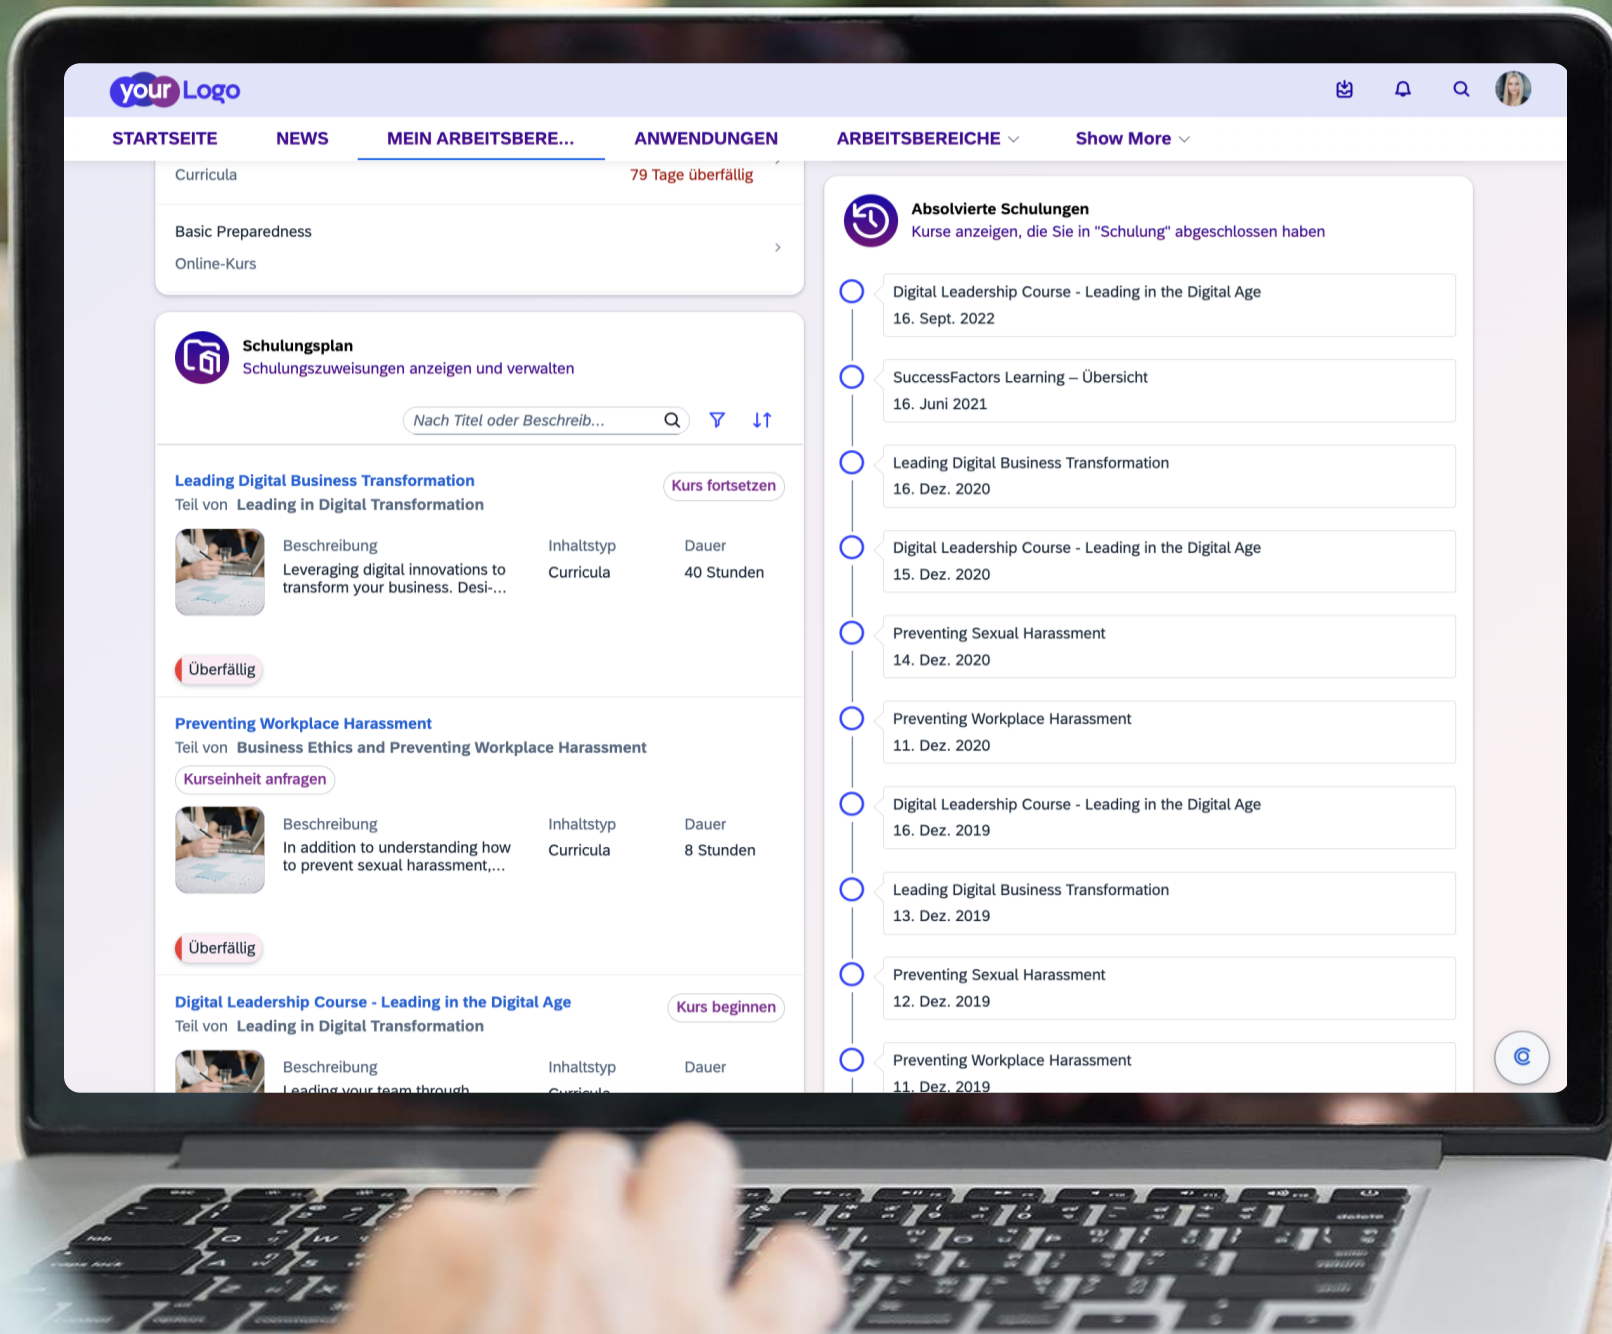 your Logo
STARTSEITE
NEWS
MEIN ARBEITSBERE...
ANWENDUNGEN
ARBEITSBEREICHE
Show More
Curricula
79 Tage überfällig
Basic Preparedness
Online-Kurs
Schulungsplan
Schulungszuweisungen anzeigen und verwalten
Nach Titel oder Beschreib...
Leading Digital Business Transformation
Kurs fortsetzen
Teil von Leading in Digital Transformation
Beschreibung
Leveraging digital innovations to
transform your business. Desi-...
Inhaltstyp
Curricula
Dauer
40 Stunden
Überfällig
Preventing Workplace Harassment
Teil von Business Ethics and Preventing Workplace Harassment
Kurseinheit anfragen
Beschreibung
In addition to understanding how
to prevent sexual harassment,...
Inhaltstyp
Curricula
Dauer
8 Stunden
Überfällig
Digital Leadership Course - Leading in the Digital Age
Kurs beginnen
Teil von Leading in Digital Transformation
Beschreibung
Leading your team through
Inhaltstyp
Curricula
Dauer
Absolvierte Schulungen
Kurse anzeigen, die Sie in "Schulung" abgeschlossen haben
Digital Leadership Course - Leading in the Digital Age
16. Sept. 2022
SuccessFactors Learning – Übersicht
16. Juni 2021
Leading Digital Business Transformation
16. Dez. 2020
Digital Leadership Course - Leading in the Digital Age
15. Dez. 2020
Preventing Sexual Harassment
14. Dez. 2020
Preventing Workplace Harassment
11. Dez. 2020
Digital Leadership Course - Leading in the Digital Age
16. Dez. 2019
Leading Digital Business Transformation
13. Dez. 2019
Preventing Sexual Harassment
12. Dez. 2019
Preventing Workplace Harassment
11. Dez. 2019